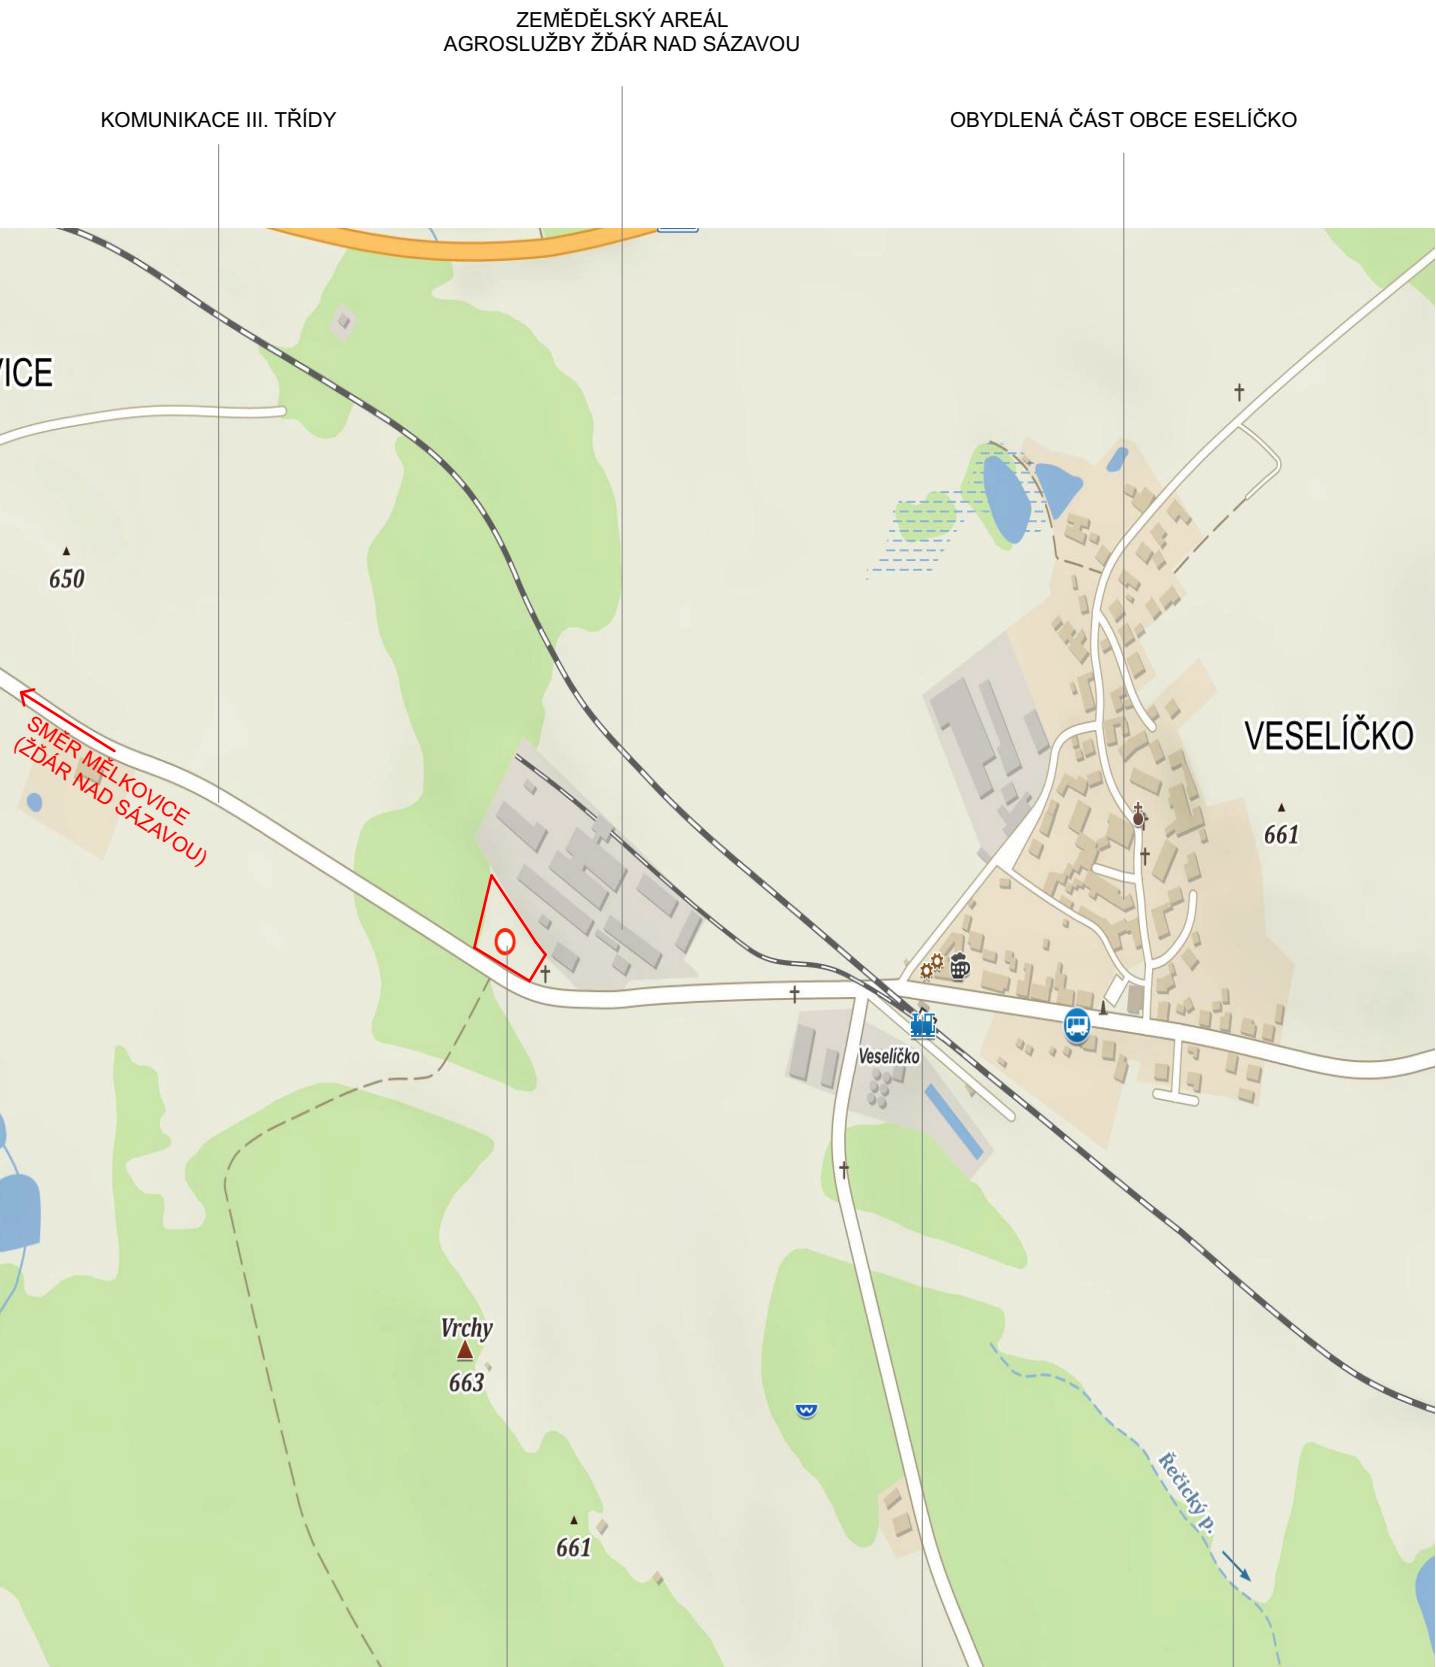 ZEMĚDĚLSKÝ AREÁL
AGROSLUŽBY ŽĎÁR NAD SÁZAVOU
KOMUNIKACE III. TŘÍDY
OBYDLENÁ ČÁST OBCE ESELÍČKO
VICE
650
SMĚR MĚLKOVICE
(ŽĎÁR NAD SÁZAVOU)
VESELÍČKO
661
Veselíčko
Vrchy
663
661
Řečický p.